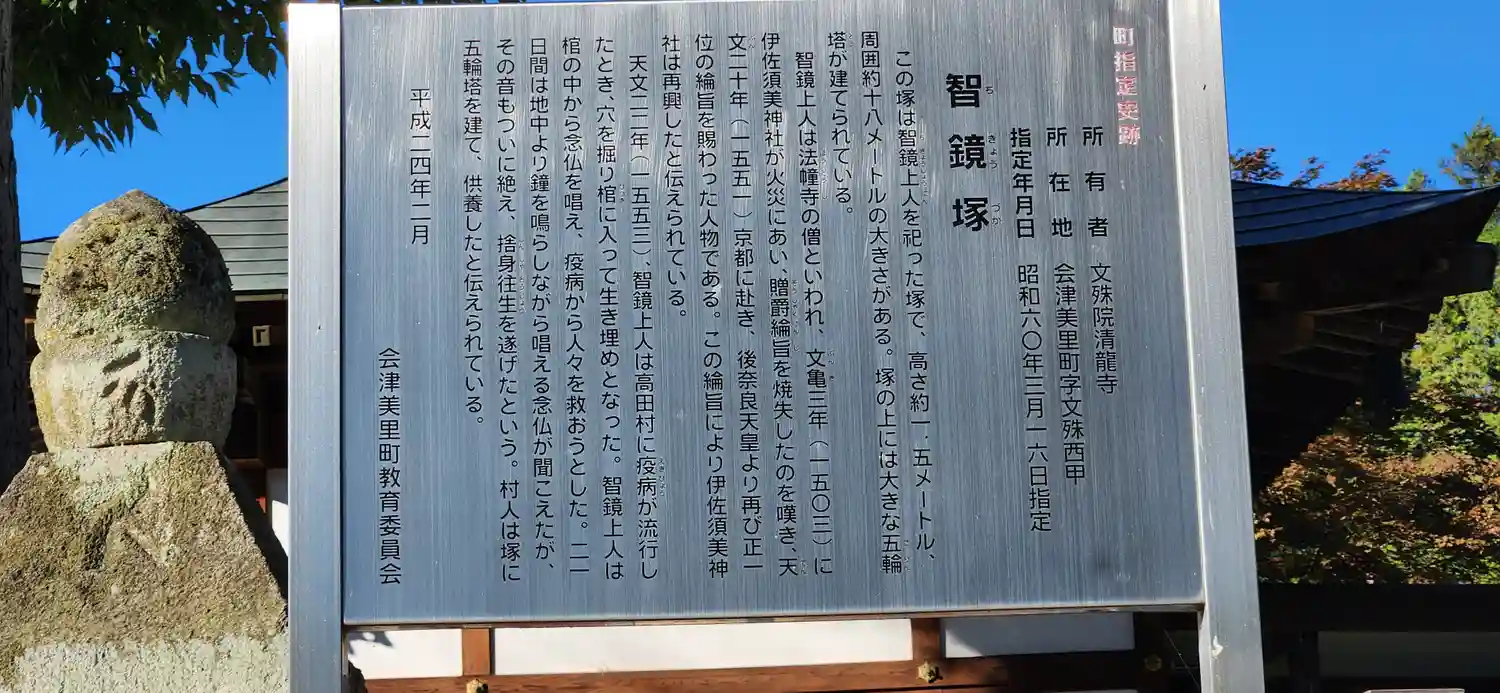 町指定史跡
所有者　文殊院清龍寺
所在地　会津美里町字文殊西甲
指定年月日　昭和六〇年三月一六日指定
智鏡塚
ち　きょう　づか
この塚は智鏡上人を祀った塚で、高さ約一.五メートル、
周囲約十八メートルの大きさがある。塚の上には大きな五輪
塔が建てられている。
智鏡上人は法幢寺の僧といわれ、文亀三年（一五〇三）に
伊佐須美神社が火災にあい、贈爵綸旨を焼失したのを嘆き、天
文二十年（一五五一）京都に赴き、後奈良天皇より再び正一
位の綸旨を賜わった人物である。この綸旨により伊佐須美神
社は再興したと伝えられている。
天文二二年（一五五三）、智鏡上人は高田村に疫病が流行し
たとき、穴を掘り棺に入って生き埋めとなった。智鏡上人は
棺の中から念仏を唱え、疫病から人々を救おうとした。二一
日間は地中より鐘を鳴らしながら唱える念仏が聞こえたが、
その音もついに絶え、捨身往生を遂げたという。村人は塚に
五輪塔を建て、供養したと伝えられている。
平成二四年二月
会津美里町教育委員会